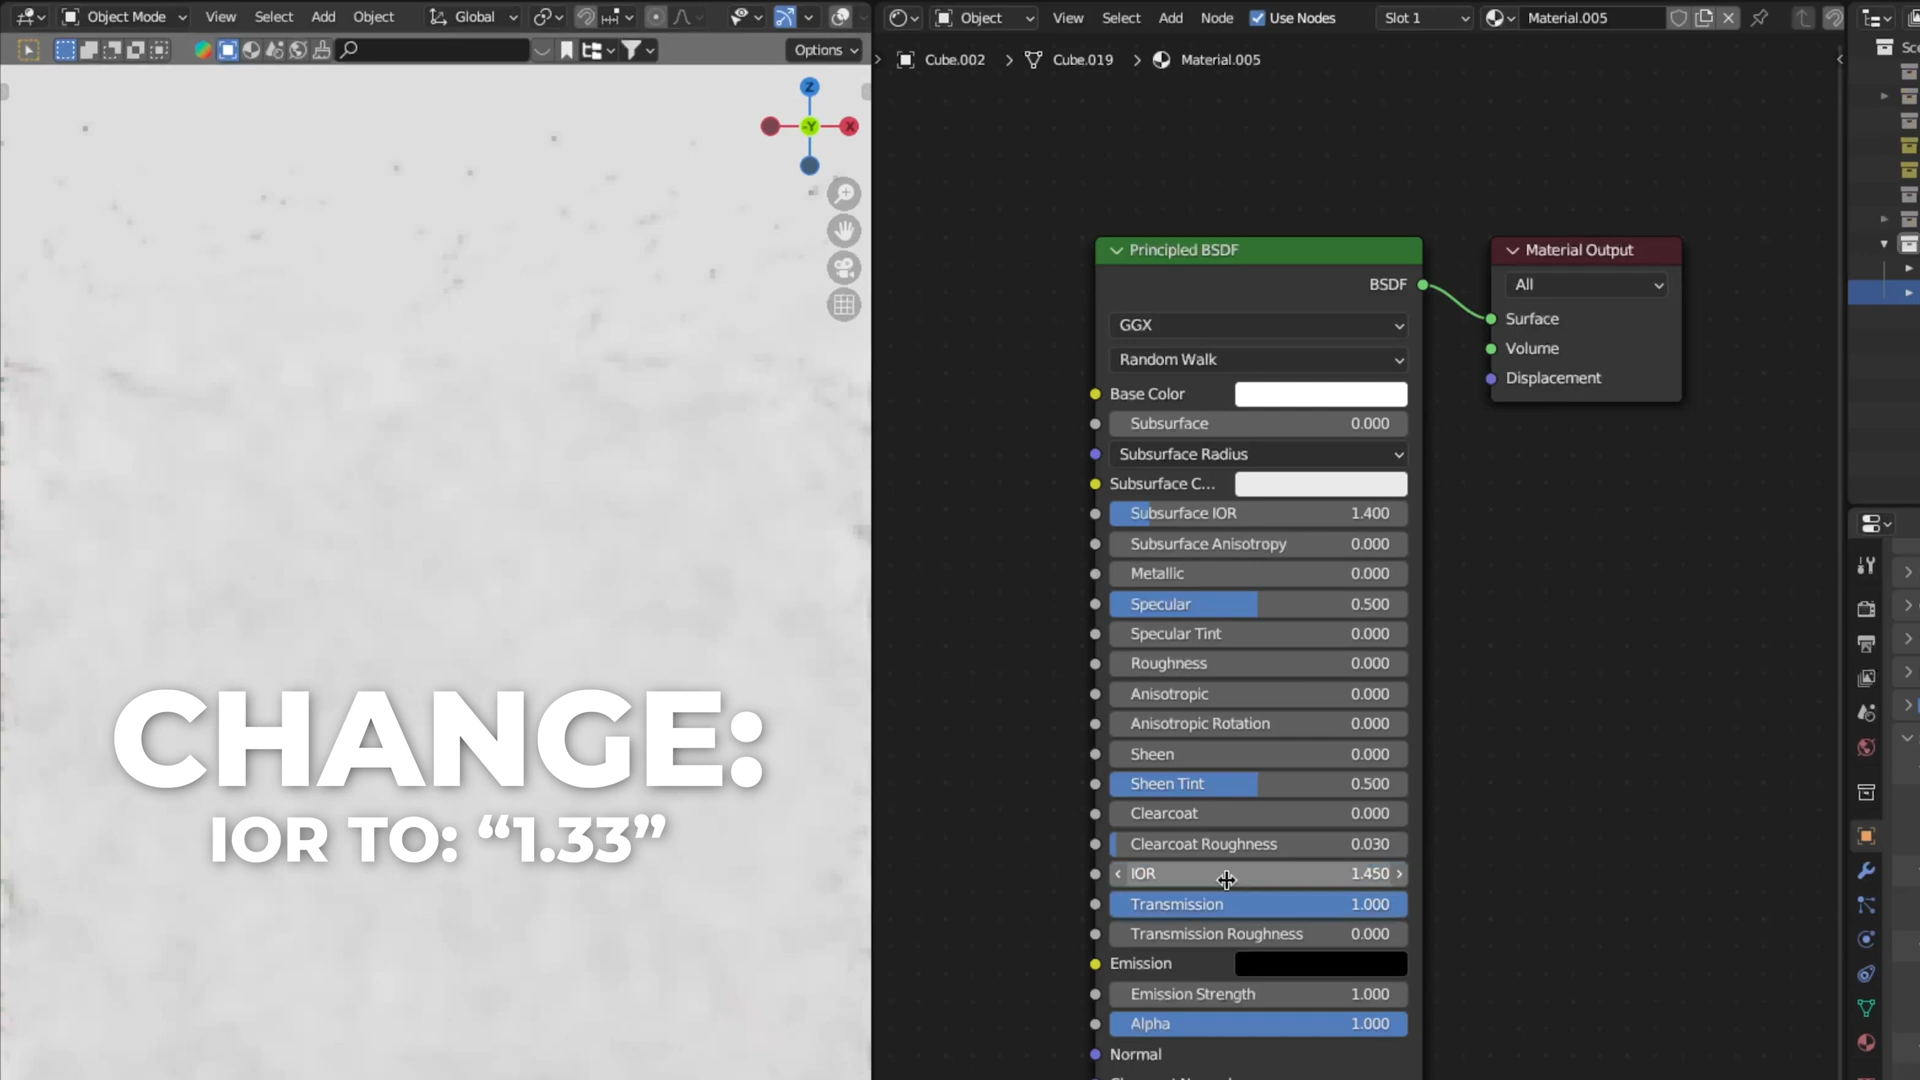 Object Mode View Select Add Object Global
Options
Z
-Y
X
CHANGE:
IOR TO: “1.33”
Object View Select Add Node Use Nodes Slot 1 Material.005
Cube.002 > Cube.019 > Material.005
Principled BSDF
BSDF
GGX
Random Walk
Base Color
Subsurface 0.000
Subsurface Radius
Subsurface C...
Subsurface IOR 1.400
Subsurface Anisotropy 0.000
Metallic 0.000
Specular 0.500
Specular Tint 0.000
Roughness 0.000
Anisotropic 0.000
Anisotropic Rotation 0.000
Sheen 0.000
Sheen Tint 0.500
Clearcoat 0.000
Clearcoat Roughness 0.030
IOR 1.450
Transmission 1.000
Transmission Roughness 0.000
Emission
Emission Strength 1.000
Alpha 1.000
Normal
Material Output
All
Surface
Volume
Displacement